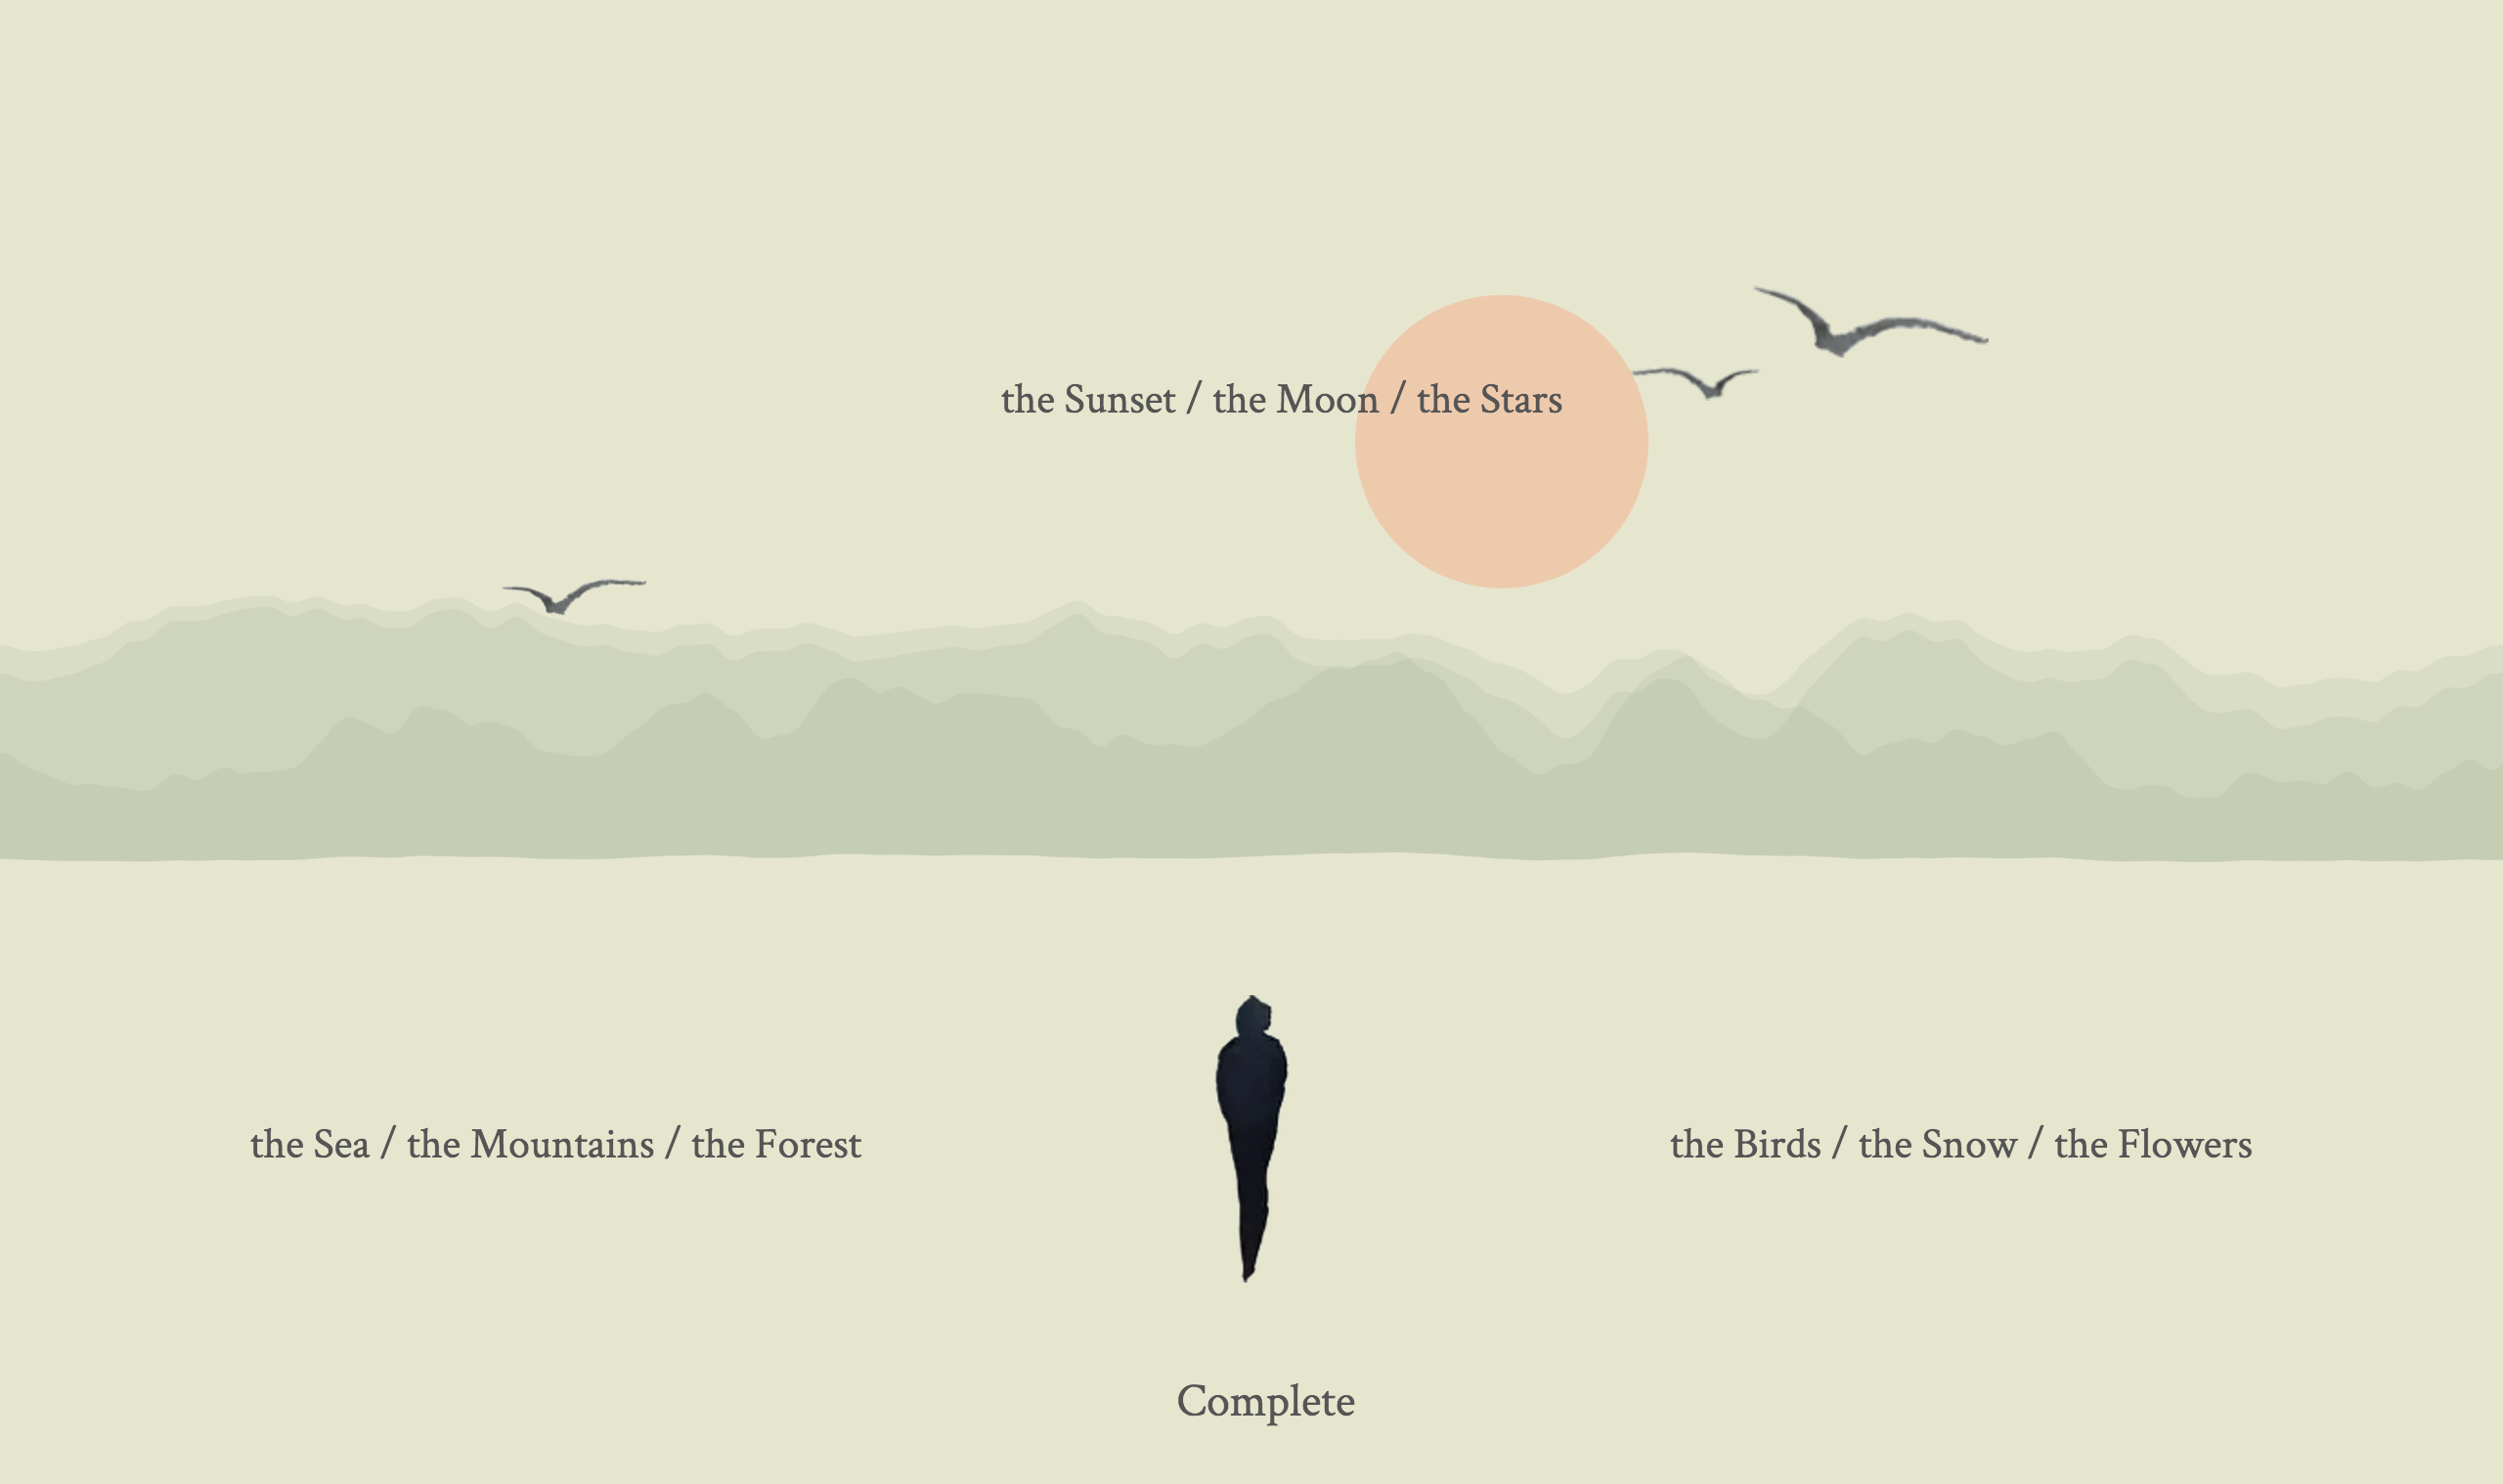 the Sunset / the Moon / the Stars
the Sea / the Mountains / the Forest
the Birds / the Snow / the Flowers
Complete